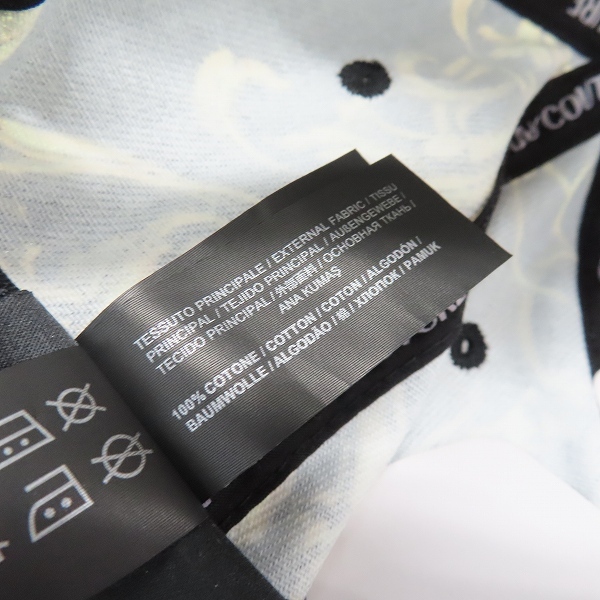 TESSUTO PRINCIPALE / EXTERNAL FABRIC / TISSU
PRINCIPAL / TEJIDO PRINCIPAL / AUßENGEWEBE /
TECIDO PRINCIPAL / 外部面料 / ОСНОВНАЯ ТКАНЬ /
ANA KUMAŞ
100% COTONE / COTTON / COTON / ALGODÓN /
BAUMWOLLE / ALGODÃO / 棉 / ХЛОПОК / PAMUK